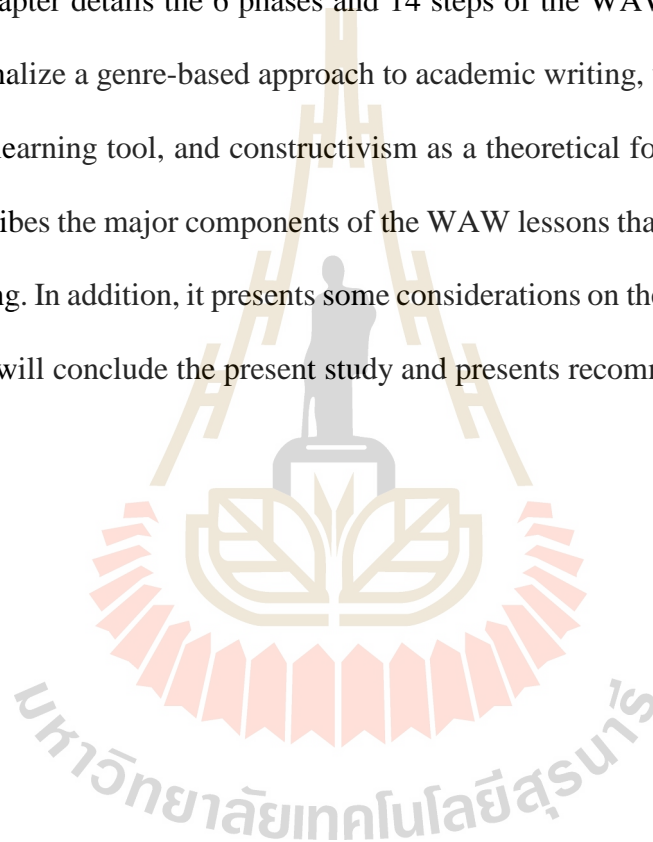 apter details the 6 phases and 14 steps of the WAW
nalize a genre-based approach to academic writing,
learning tool, and constructivism as a theoretical fo
ibes the major components of the WAW lessons tha
ng. In addition, it presents some considerations on the
will conclude the present study and presents recomm
มหาวิทยาลัยเทคโนโลยีสุรนารี